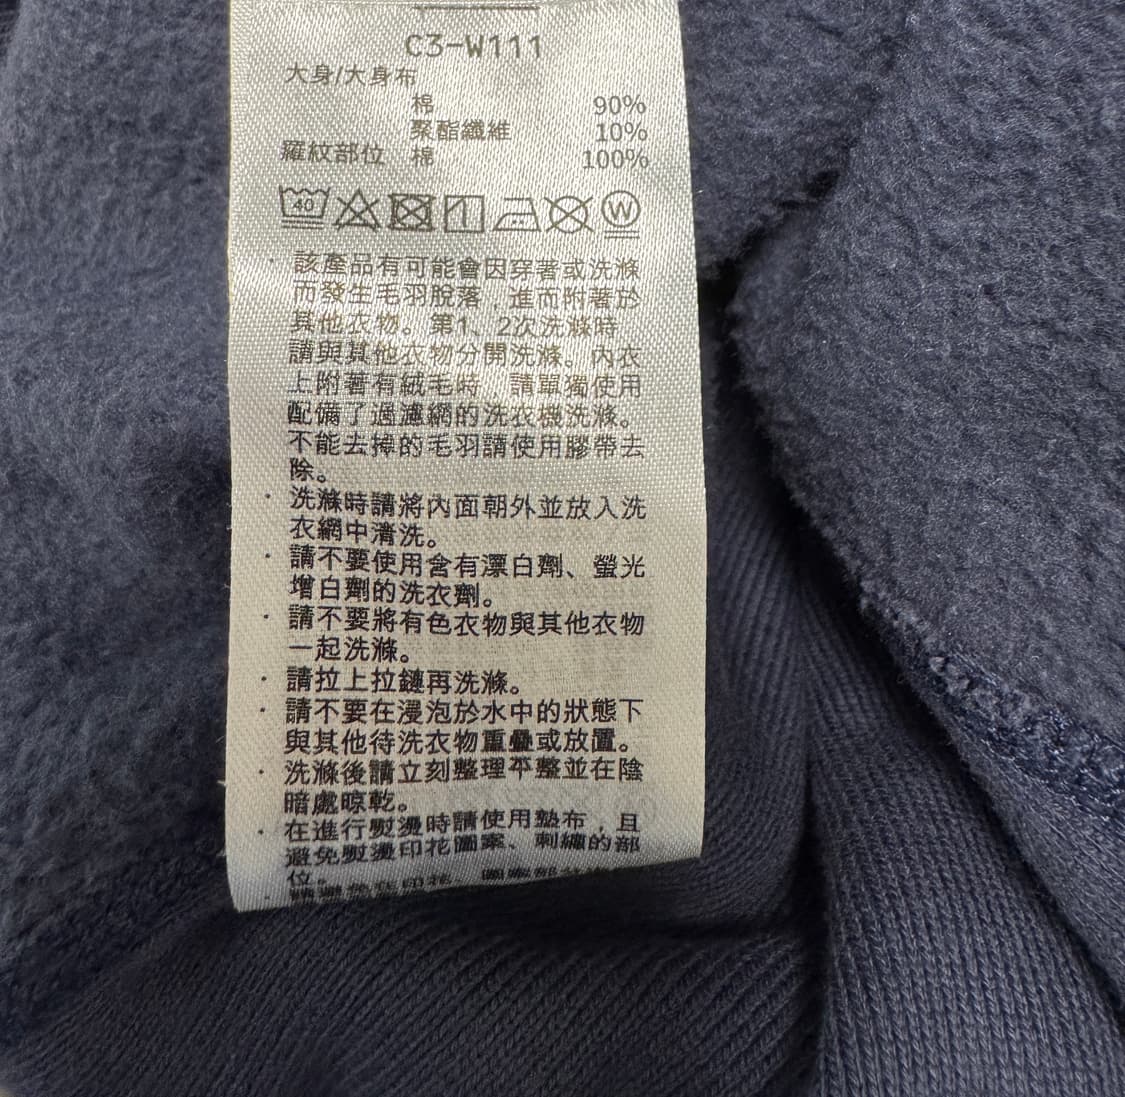 C3-W111
大身/大身布
棉 90%
聚酯纖維 10%
羅紋部位 棉 100%
40 W
· 該產品有可能會因穿著或洗滌
而發生毛羽脫落，進而附著於
其他衣物。第1、2次洗滌時
請與其他衣物分開洗滌。內衣
上附著有絨毛時，請單獨使用
配備了過濾網的洗衣機洗滌。
不能去掉的毛羽請使用膠帶去
除。
· 洗滌時請將內面朝外並放入洗
衣網中清洗。
· 請不要使用含有漂白劑、螢光
增白劑的洗衣劑。
· 請不要將有色衣物與其他衣物
一起洗滌。
· 請拉上拉鏈再洗滌。
· 請不要在浸泡於水中的狀態下
與其他待洗衣物重疊或放置。
· 洗滌後請立刻整理平整並在陰
暗處晾乾。
· 在進行熨燙時請使用墊布，且
避免熨燙印花圖案、刺繡的部
位。